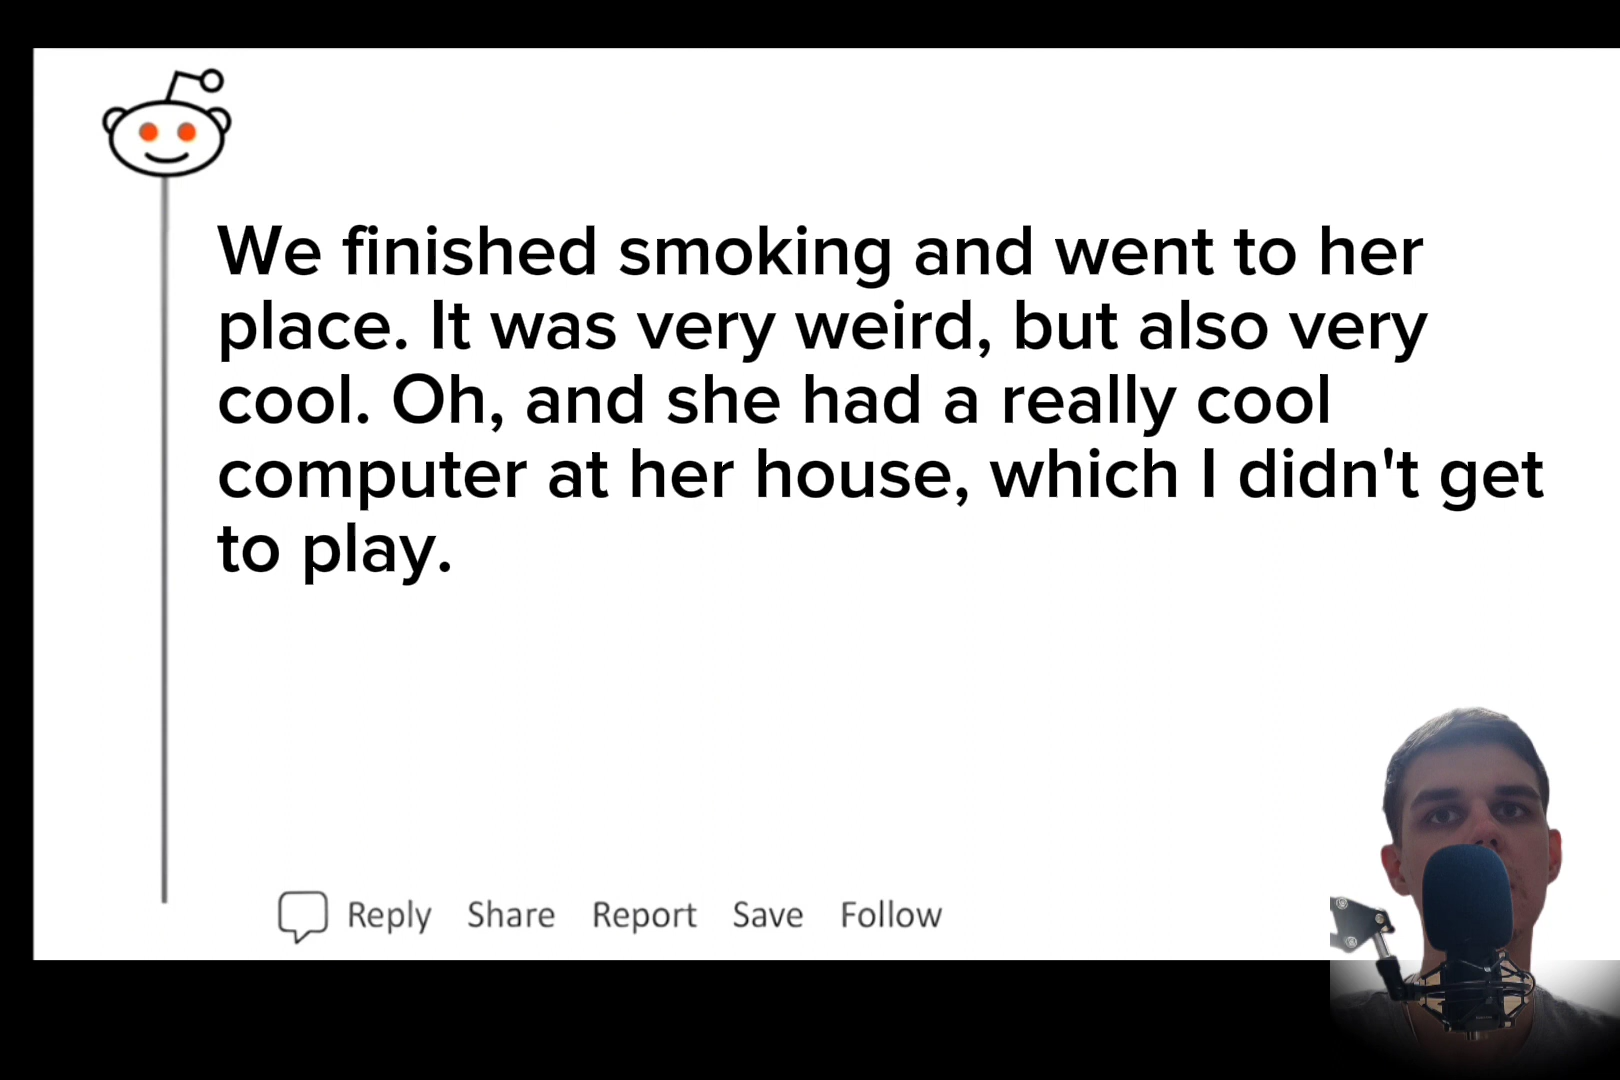 We finished smoking and went to her
place. It was very weird, but also very
cool. Oh, and she had a really cool
computer at her house, which I didn't get
to play.
Reply Share Report Save Follow